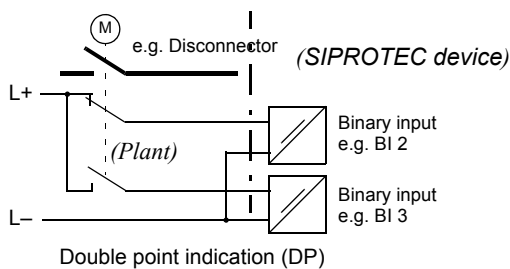 M
e.g. Disconnector
(SIPROTEC device)
L+
Binary input
e.g. BI 2
(Plant)
Binary input
e.g. BI 3
L–
Double point indication (DP)